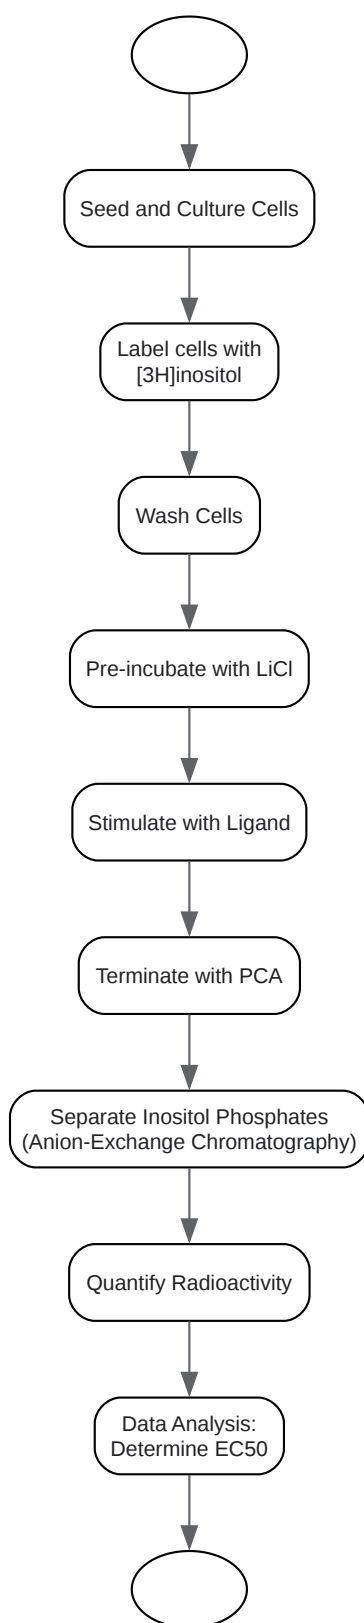 Seed and Culture Cells
Label cells with
[3H]inositol
Wash Cells
Pre-incubate with LiCl
Stimulate with Ligand
Terminate with PCA
Separate Inositol Phosphates
(Anion-Exchange Chromatography)
Quantify Radioactivity
Data Analysis:
Determine EC50